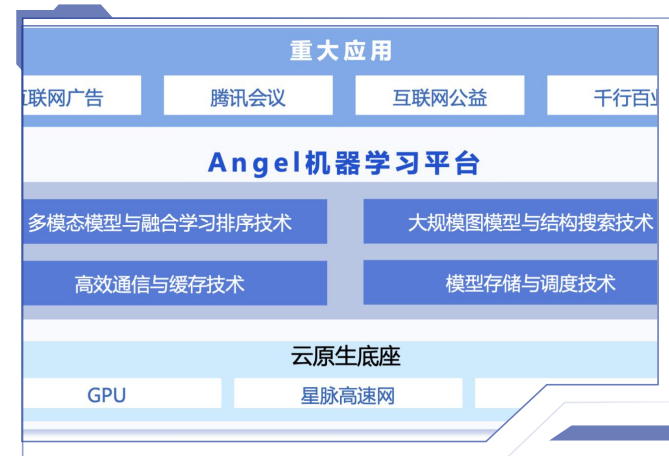 重大应用
互联网广告 腾讯会议 互联网公益 千行百业
Angel机器学习平台
多模态模型与融合学习排序技术 大规模图模型与结构搜索技术
高效通信与缓存技术 模型存储与调度技术
云原生底座
GPU 星脉高速网